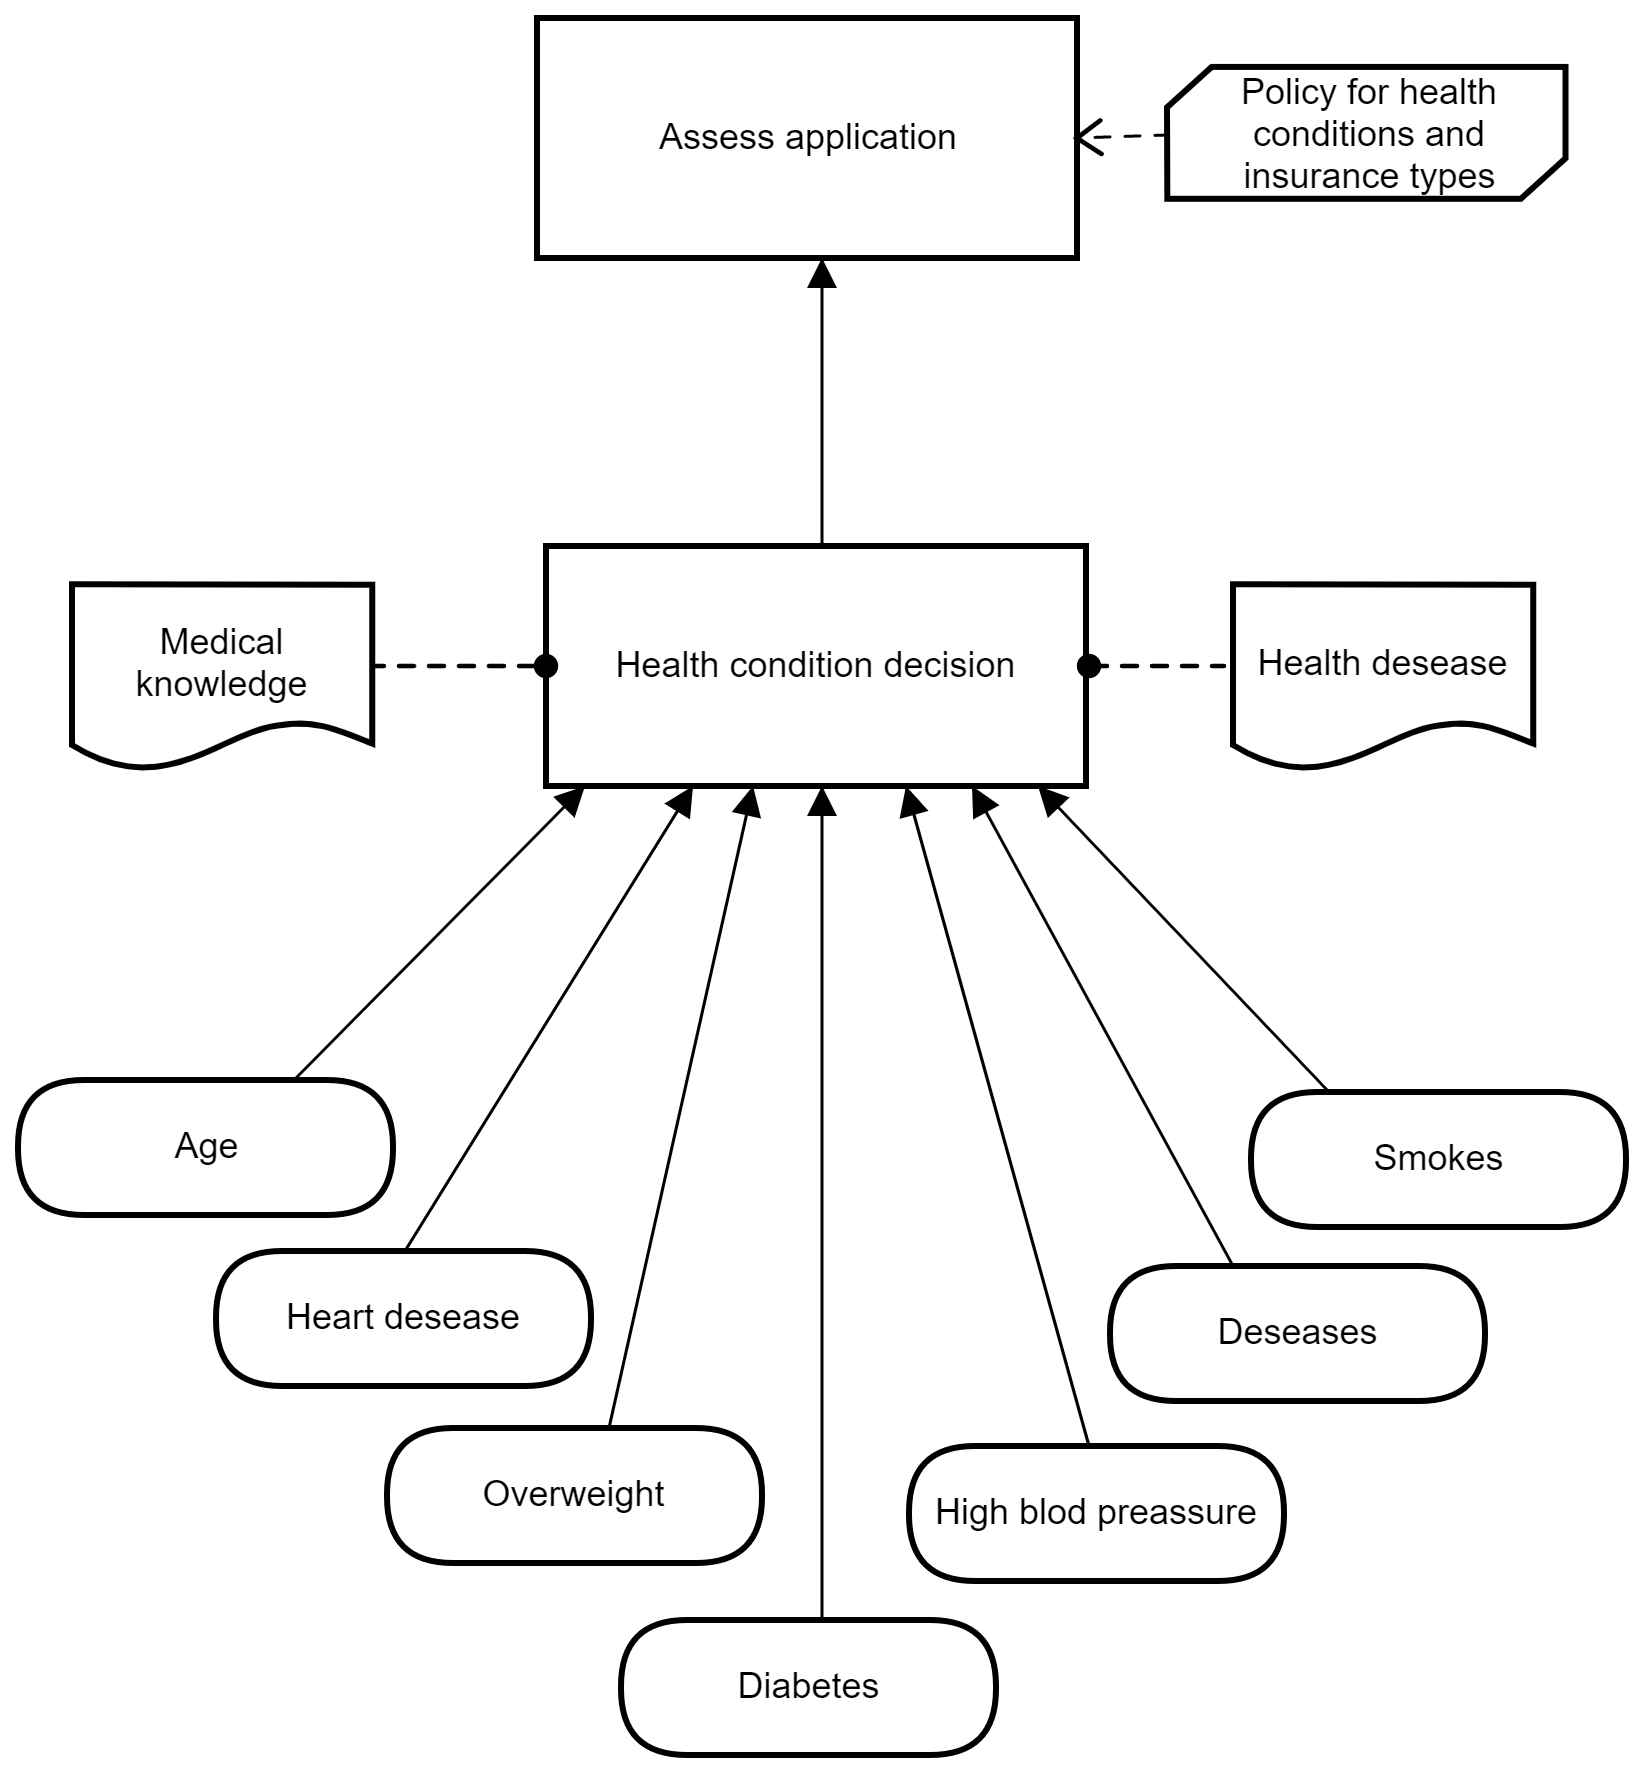 Assess application
Policy for health
conditions and
insurance types
Medical
knowledge
Health condition decision
Health desease
Age
Smokes
Heart desease
Deseases
Overweight
High blod preassure
Diabetes